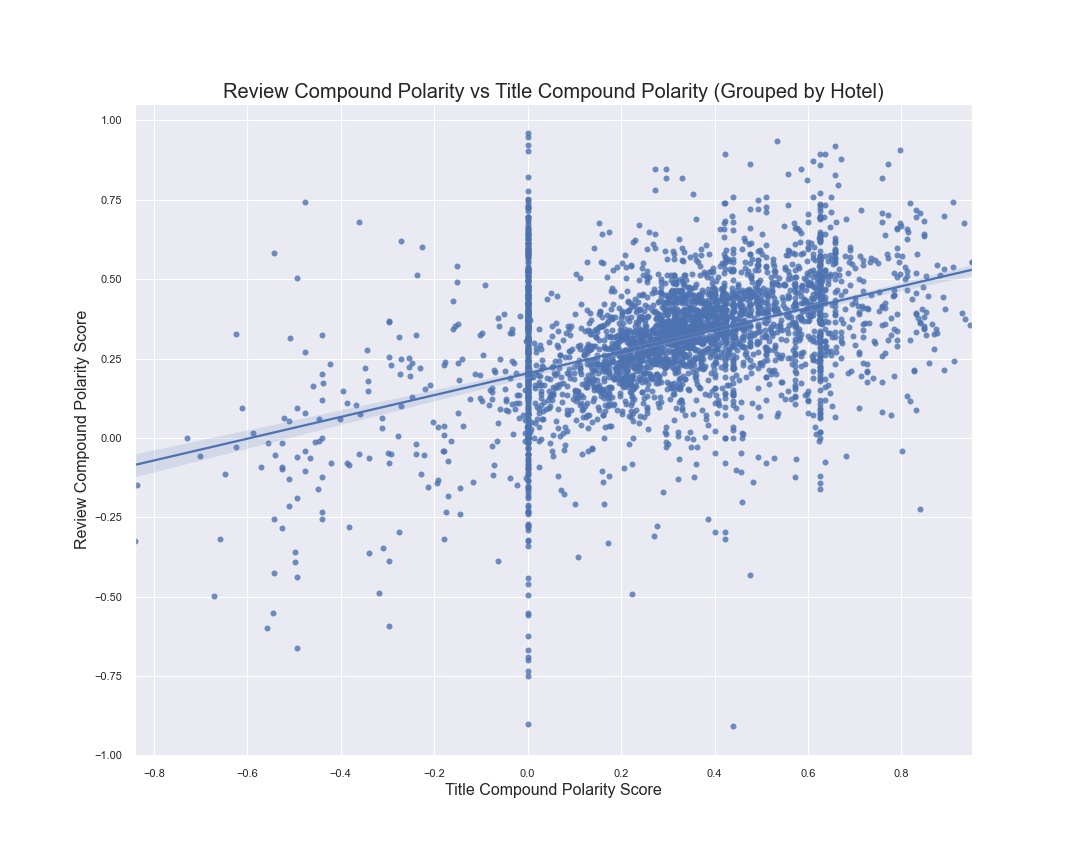 Review Compound Polarity vs Title Compound Polarity (Grouped by Hotel)
1.00
0.75
0.50
0.25
0.00
−0.25
−0.50
−0.75
−1.00
Review Compound Polarity Score
−0.8 −0.6 −0.4 −0.2 0.0 0.2 0.4 0.6 0.8
Title Compound Polarity Score